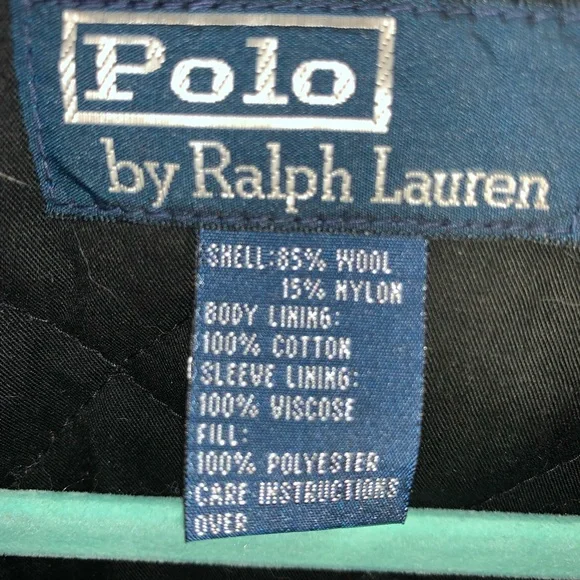 Polo
by Ralph Lauren
SHELL: 85% WOOL
15% NYLON
BODY LINING:
100% COTTON
SLEEVE LINING:
100% VISCOSE
FILL:
100% POLYESTER
CARE INSTRUCTIONS
OVER